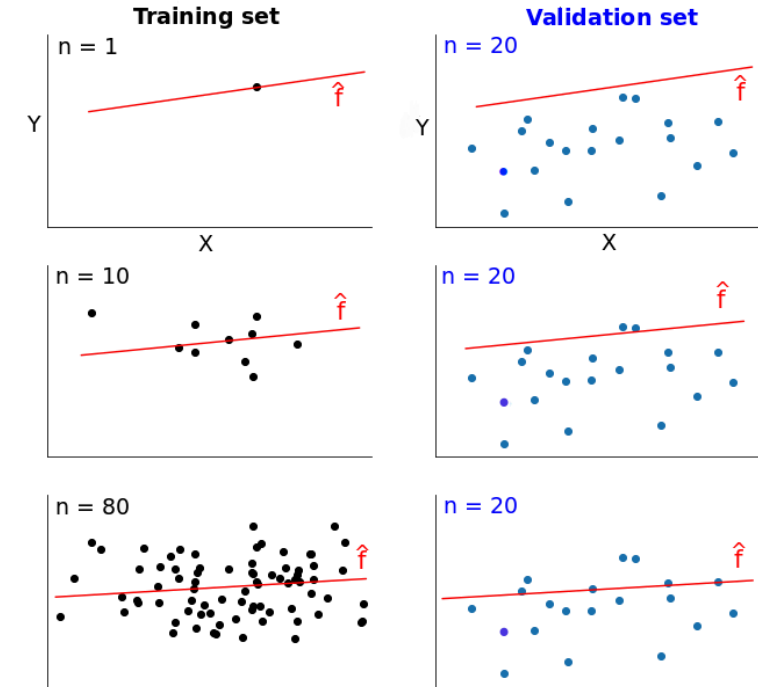 Training set
Validation set
n = 1
n = 20
f̂
f̂
Y
Y
X
X
n = 10
n = 20
f̂
f̂
n = 80
n = 20
f̂
f̂